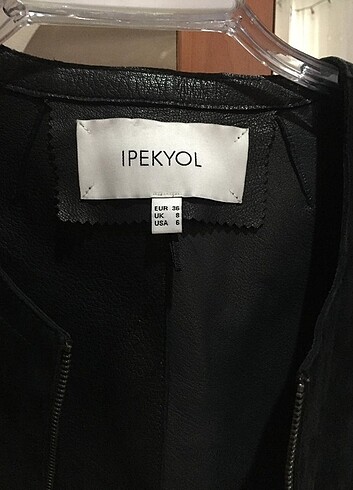 IPEKYOL
EUR 36
UK 8
USA 6